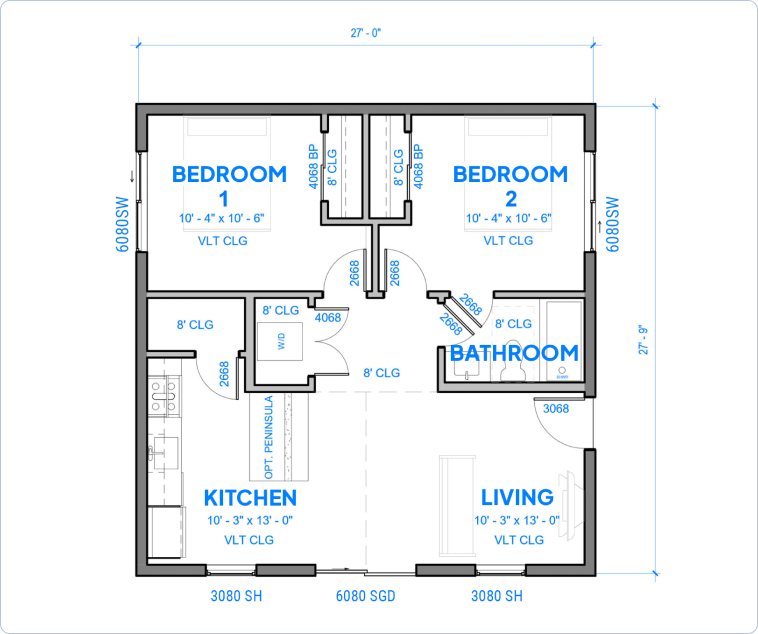 27' - 0"
BEDROOM
1
10' - 4" x 10' - 6"
VLT CLG
4068 BP
8' CLG
8' CLG
4068 BP
BEDROOM
2
10' - 4" x 10' - 6"
VLT CLG
6080SW
6080SW
2668
2668
8' CLG
8' CLG
4068
W/D
2668
2668
8' CLG
BATHROOM
27' - 9"
8' CLG
2668
3068
OPT. PENINSULA
KITCHEN
10' - 3" x 13' - 0"
VLT CLG
LIVING
10' - 3" x 13' - 0"
VLT CLG
3080 SH
6080 SGD
3080 SH